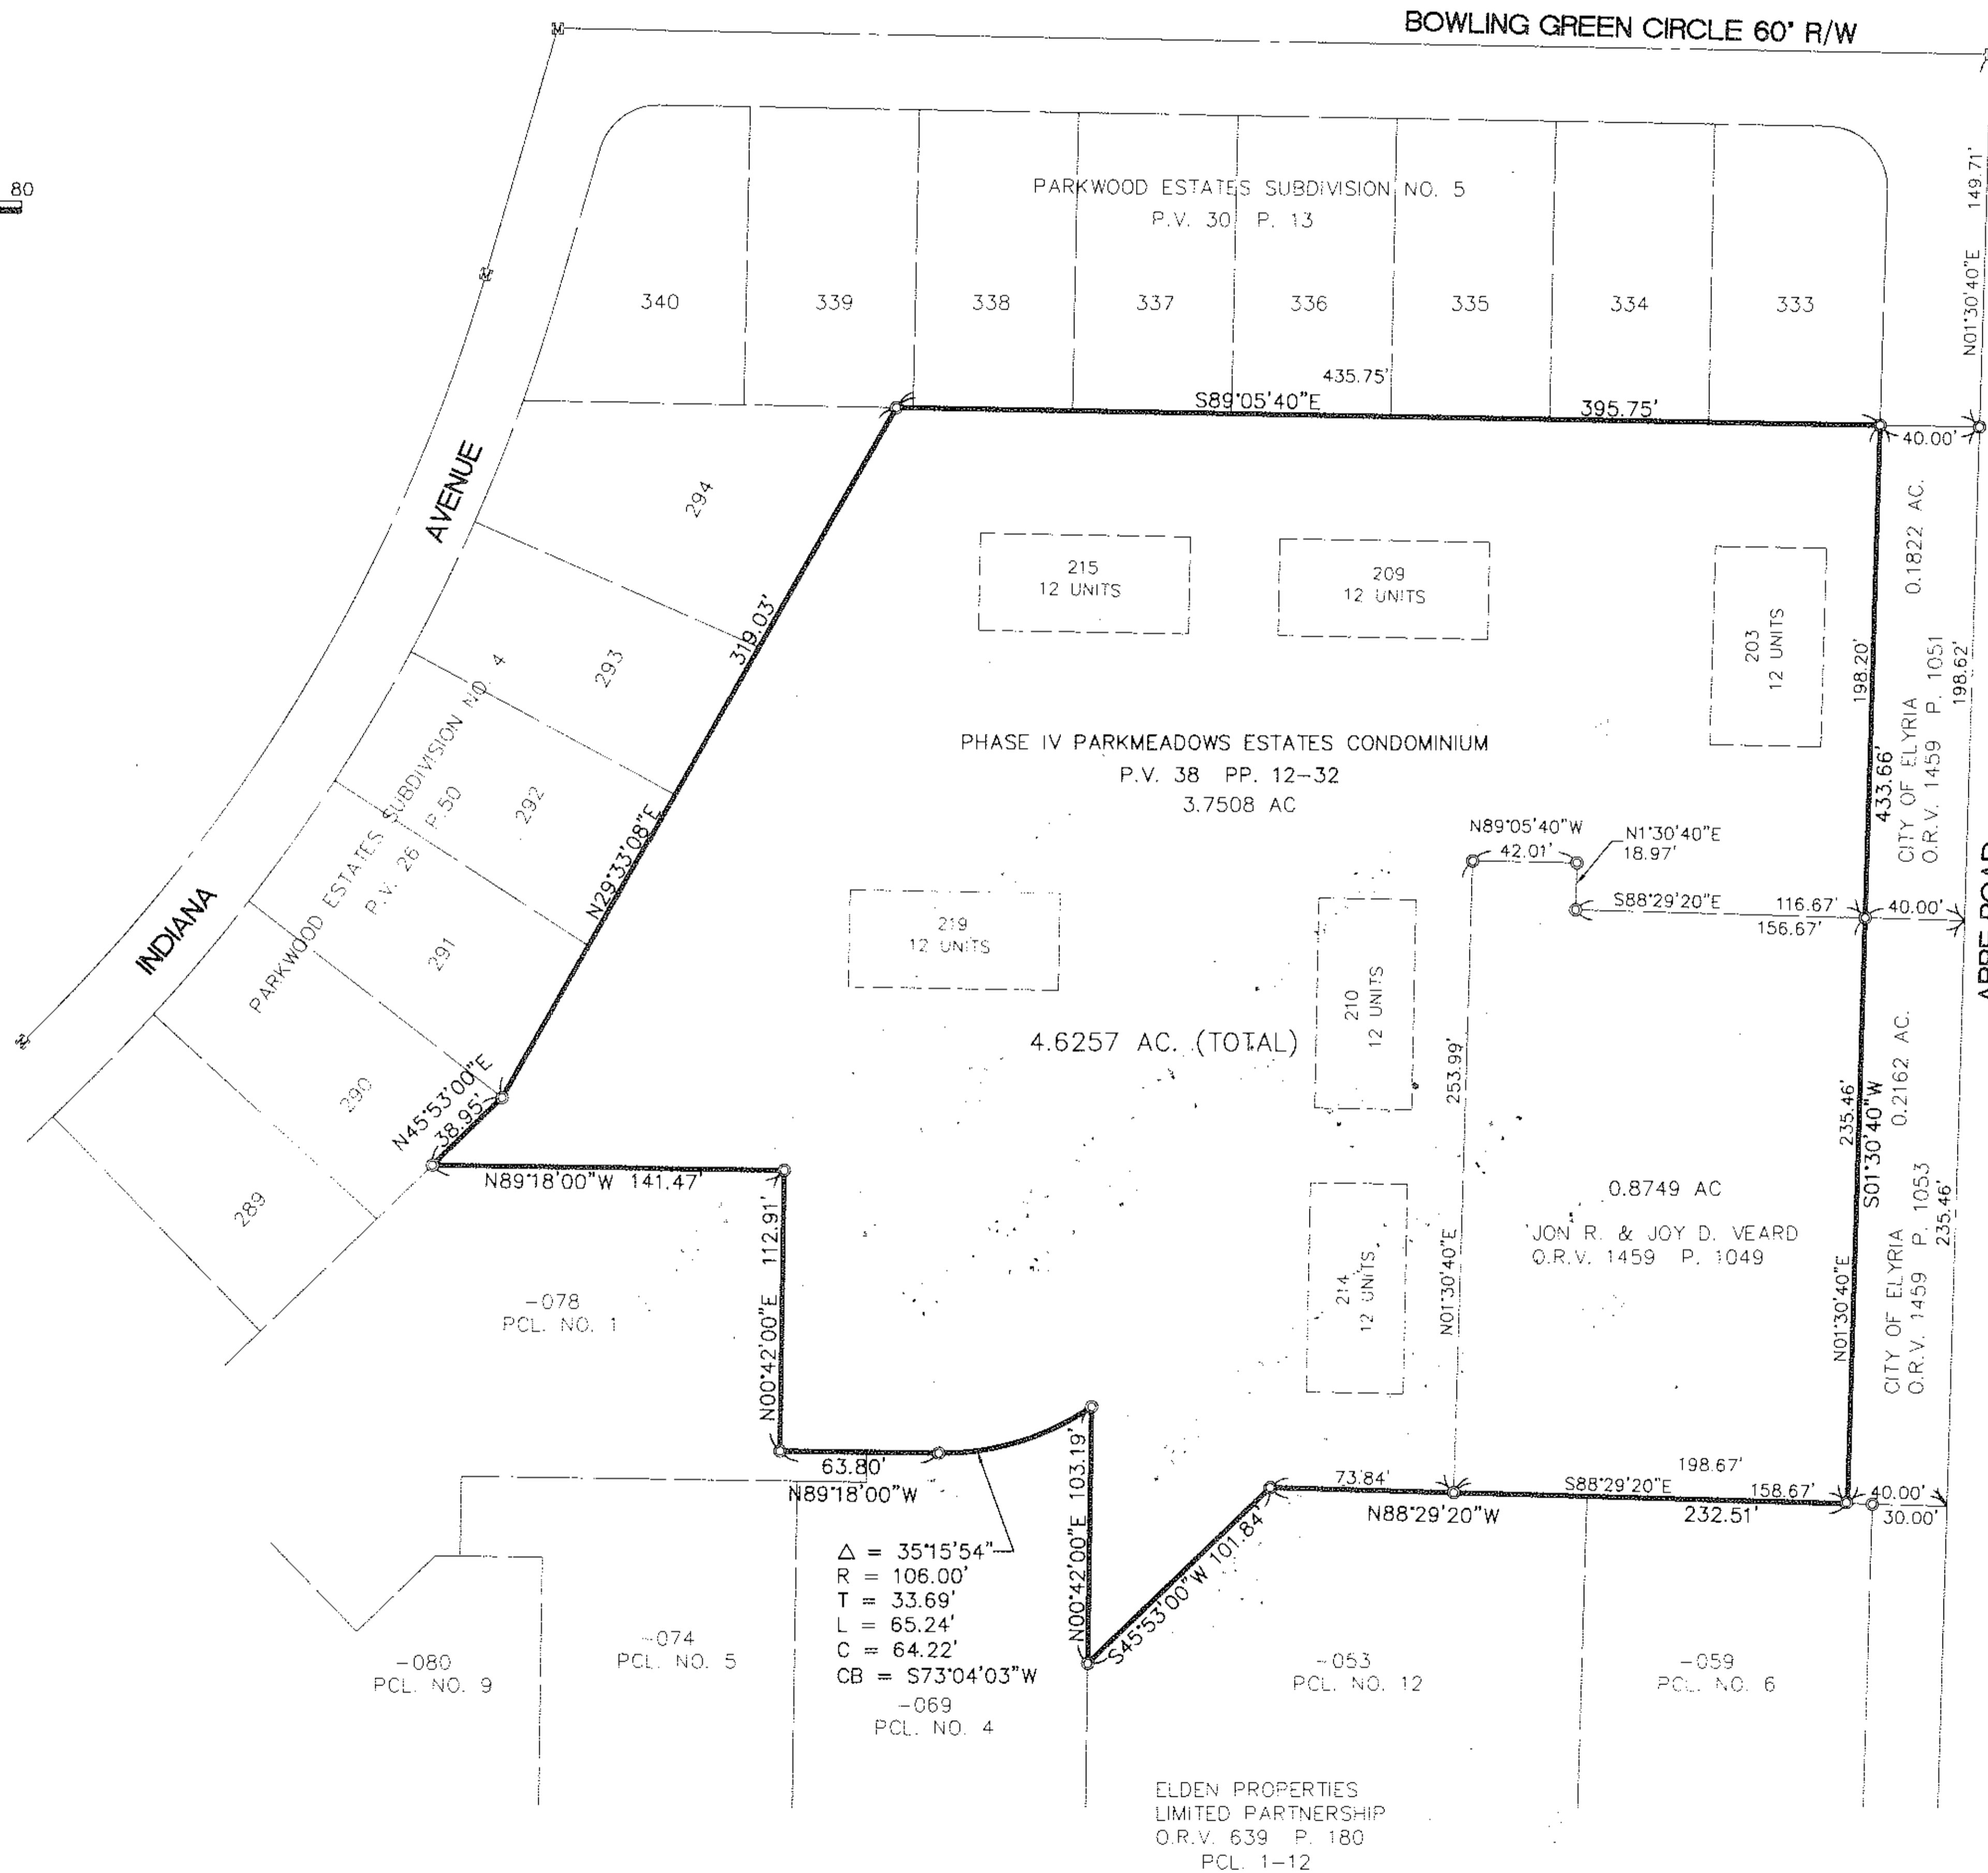 BOWLING GREEN CIRCLE 60' R/W
80
PARKWOOD ESTATES SUBDIVISION NO. 5
P.V. 30 P. 13
N01°30'40"E 149.71'
340
339
338
337
336
335
334
333
435.75'
S89°05'40"E
395.75'
40.00'
INDIANA
AVENUE
294
293
292
291
290
289
PARKWOOD ESTATES SUBDIVISION NO. 4
P.V. 26 P.50
319.03'
N29°33'08"E
215
12 UNITS
209
12 UNITS
203
12 UNITS
198.20'
433.66'
CITY OF ELYRIA 0.1822 AC.
O.R.V. 1459 P. 1051
198.62'
PHASE IV PARKMEADOWS ESTATES CONDOMINIUM
P.V. 38 PP. 12-32
3.7508 AC
N89°05'40"W
42.01'
N1°30'40"E
18.97'
S88°29'20"E
116.67'
156.67'
40.00'
219
12 UNITS
210
12 UNITS
4.6257 AC. (TOTAL)
253.99'
N01°30'40"E
235.46'
S01°30'40"W
N01°30'40"E
CITY OF ELYRIA 0.2162 AC.
O.R.V. 1459 P. 1053
235.46'
N45°53'00"E
38.95'
N89°18'00"W 141.47'
N00°42'00"E 112.91'
0.8749 AC
JON R. & JOY D. VEARD
O.R.V. 1459 P. 1049
214
12 UNITS
-078
PCL. NO. 1
63.80'
N89°18'00"W
N00°42'00"E 103.19'
S45°53'00"W 101.84'
73.84'
N88°29'20"W
S88°29'20"E
198.67'
158.67'
232.51'
40.00'
30.00'
Δ = 35°15'54"
R = 106.00'
T = 33.69'
L = 65.24'
C = 64.22'
CB = S73°04'03"W
-069
PCL. NO. 4
-074
PCL. NO. 5
-080
PCL. NO. 9
-053
PCL. NO. 12
-059
PCL. NO. 6
ELDEN PROPERTIES
LIMITED PARTNERSHIP
O.R.V. 639 P. 180
PCL. 1-12